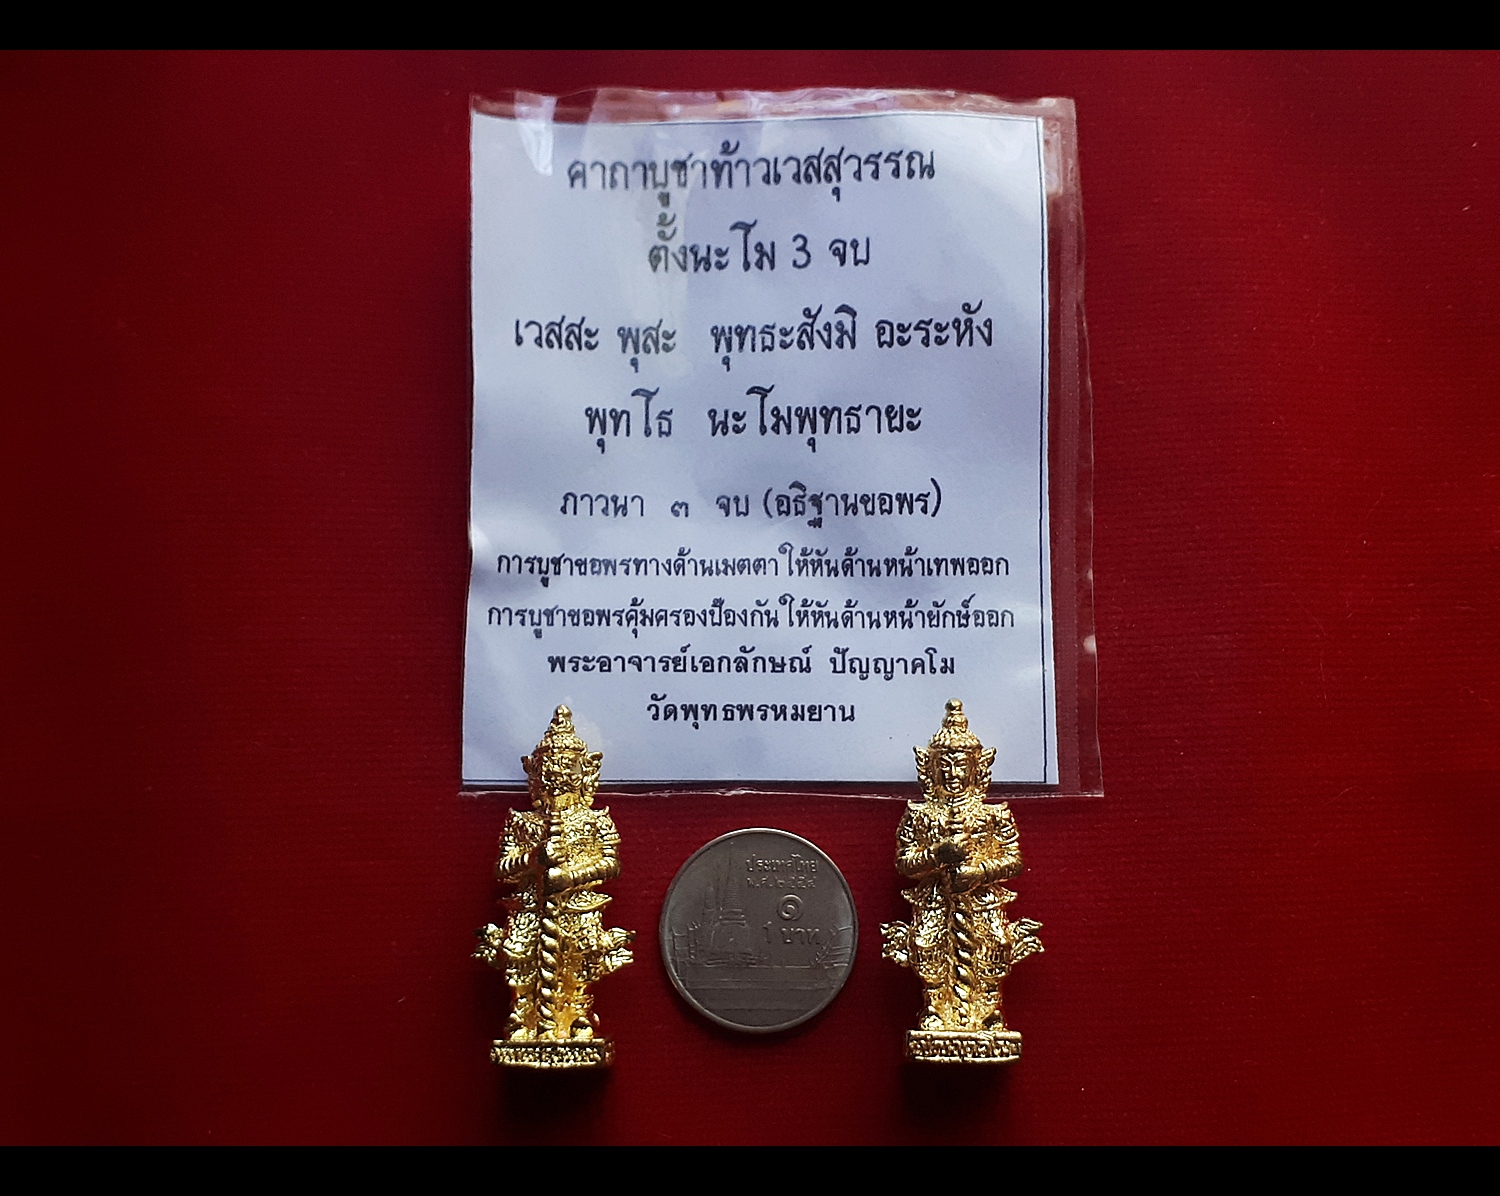 คาถาบูชาท้าวเวสสุวรรณ
ตั้งนะโม 3 จบ
เวสสะ พุสะ พุทธะสังมิ อะระหัง
พุทโธ นะโมพุทธายะ
ภาวนา ๓ จบ (อธิฐานขอพร)
การบูชาขอพรทางด้านเมตตาให้หันด้านหน้าเทพออก
การบูชาขอพรคุ้มครองป้องกันให้หันด้านหน้ายักษ์ออก
พระอาจารย์เอกลักษณ์ ปัญญาคโม
วัดพุทธพรหมยาน
ประเทศไทย
๑
1 บาท